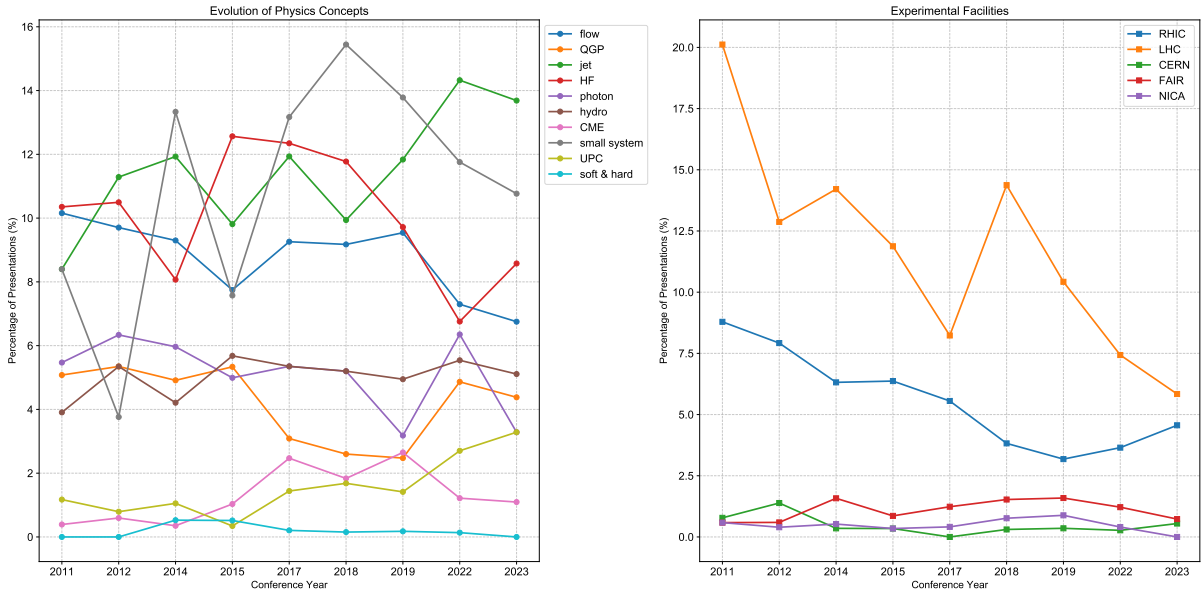 Evolution of Physics Concepts
Percentage of Presentations (%)
16
14
12
10
8
6
4
2
0
2011 2012 2014 2015 2017 2018 2019 2022 2023
Conference Year
flow
QGP
jet
HF
photon
hydro
CME
small system
UPC
soft & hard
Experimental Facilities
Percentage of Presentations (%)
20.0
17.5
15.0
12.5
10.0
7.5
5.0
2.5
0.0
2011 2012 2014 2015 2017 2018 2019 2022 2023
Conference Year
RHIC
LHC
CERN
FAIR
NICA